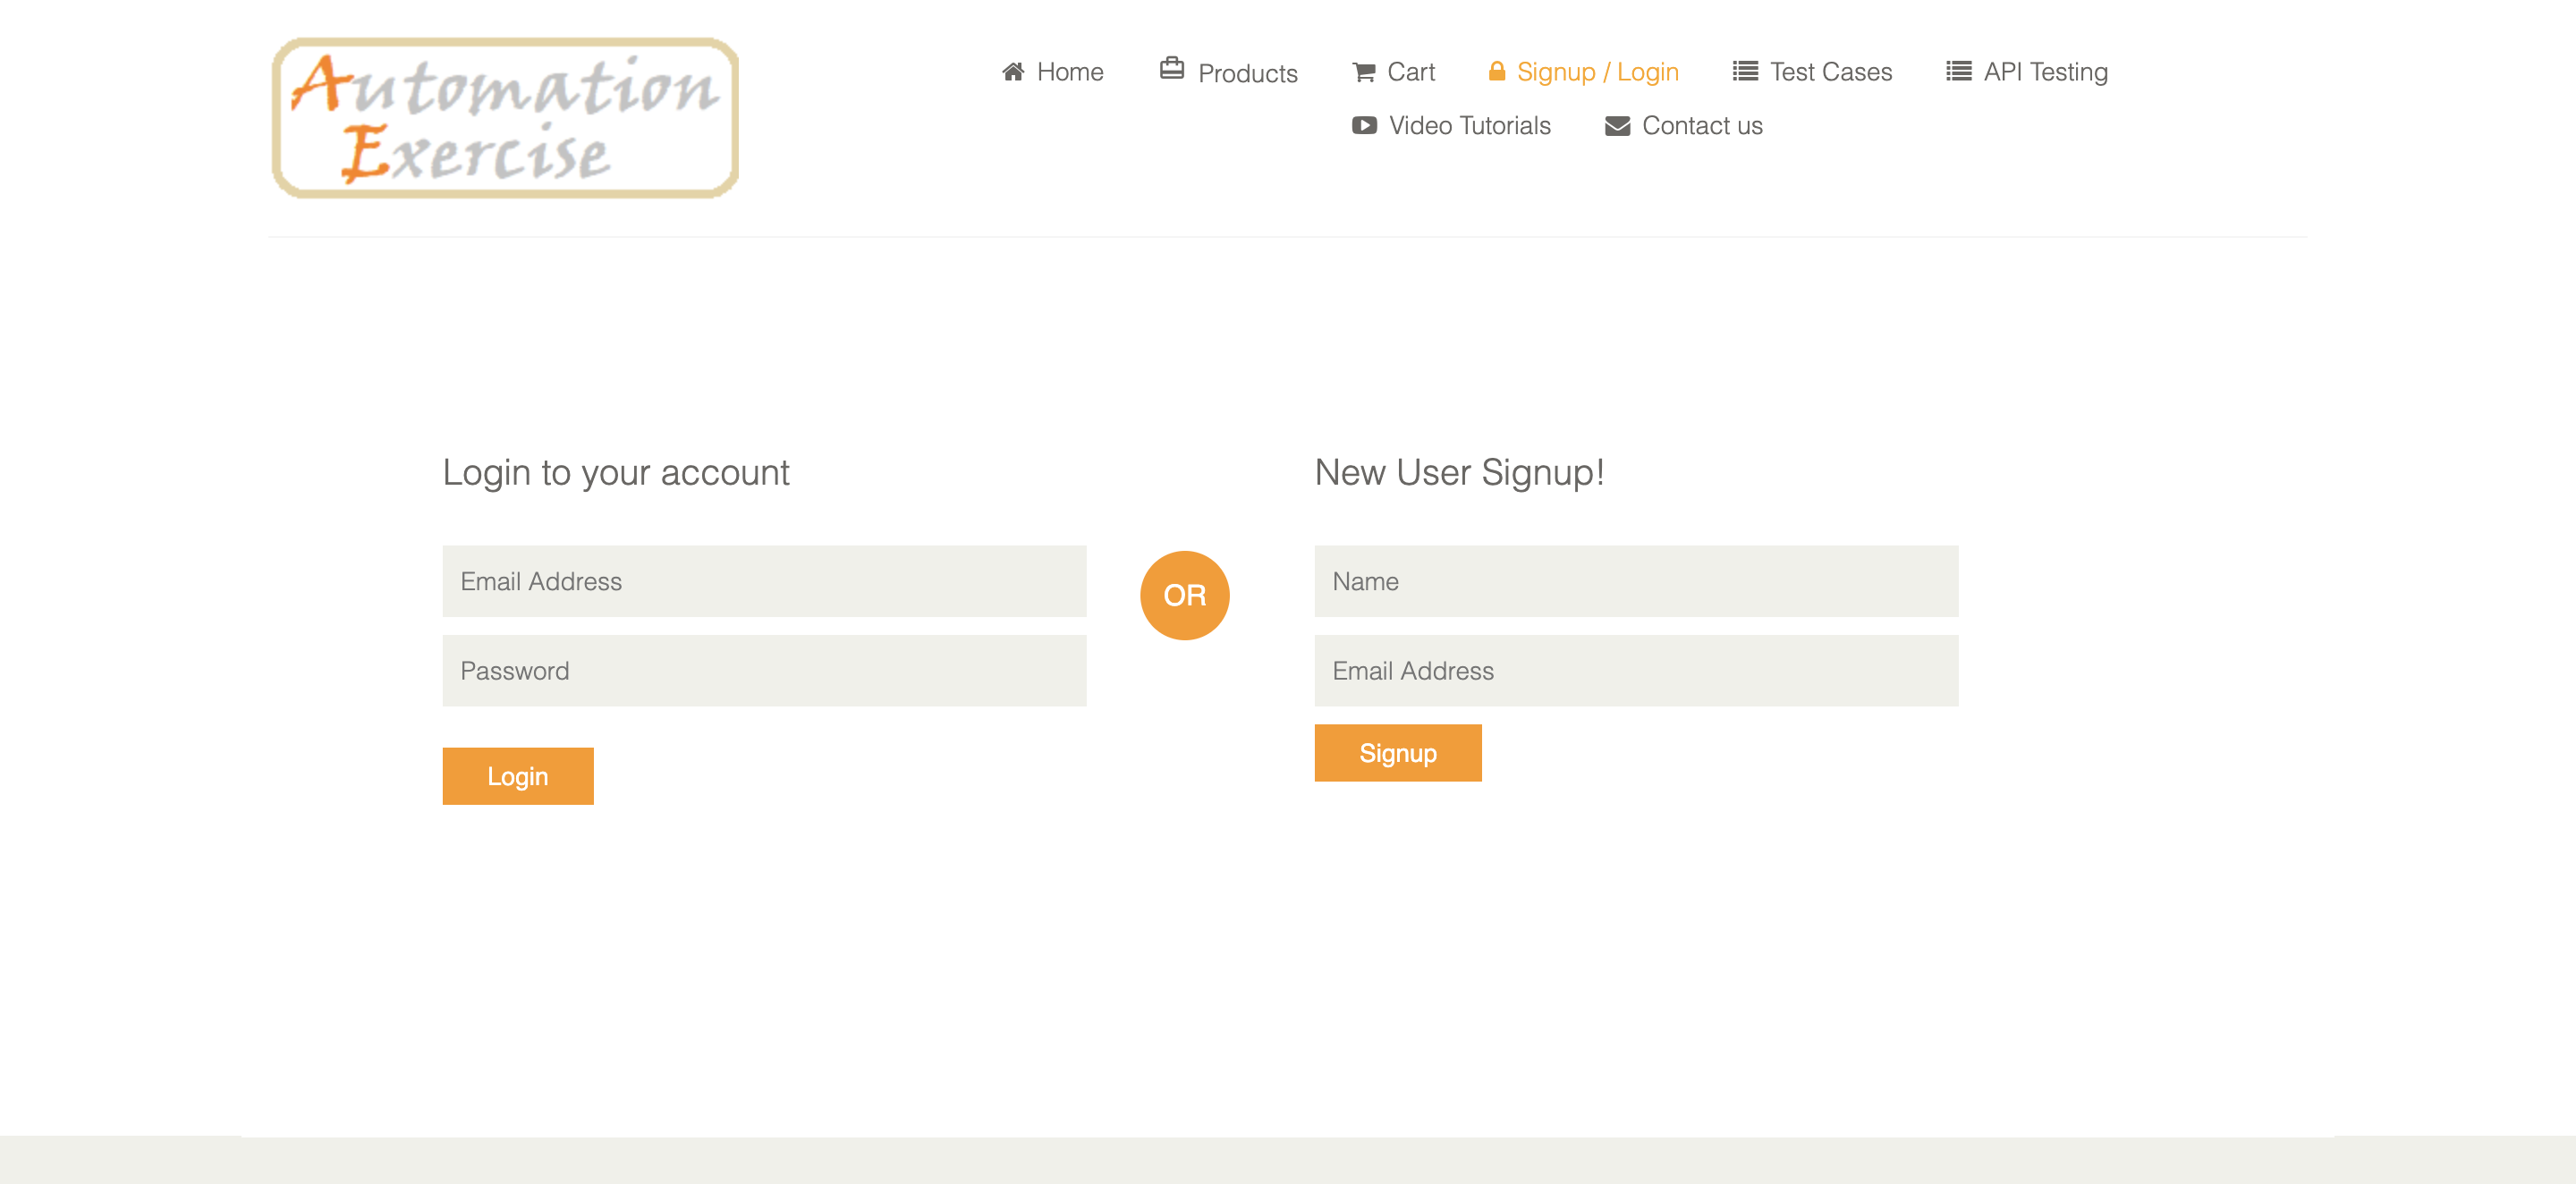 Automation
Exercise
Home
Products
Cart
Signup / Login
Test Cases
API Testing
Video Tutorials
Contact us
Login to your account
Email Address
Password
Login
OR
New User Signup!
Name
Email Address
Signup